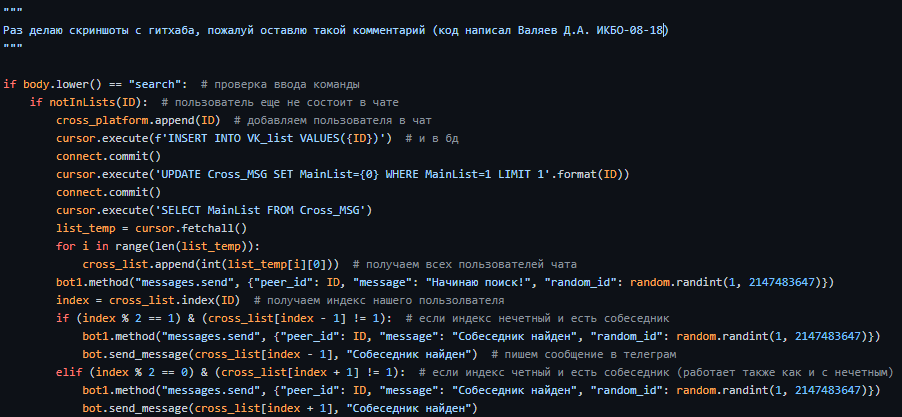 """
Раз делаю скриншоты с гитхаба, пожалуй оставлю такой комментарий (код написал Валяев Д.А. ИКБО-08-18)
"""
if body.lower() == "search":  # проверка ввода команды
    if notInLists(ID):  # пользователь еще не состоит в чате
        cross_platform.append(ID)  # добавляем пользователя в чат
        cursor.execute(f'INSERT INTO VK_list VALUES({ID})')  # и в бд
        connect.commit()
        cursor.execute('UPDATE Cross_MSG SET MainList={0} WHERE MainList=1 LIMIT 1'.format(ID))
        connect.commit()
        cursor.execute('SELECT MainList FROM Cross_MSG')
        list_temp = cursor.fetchall()
        for i in range(len(list_temp)):
            cross_list.append(int(list_temp[i][0]))  # получаем всех пользователей чата
        bot1.method("messages.send", {"peer_id": ID, "message": "Начинаю поиск!", "random_id": random.randint(1, 2147483647)})
        index = cross_list.index(ID)  # получаем индекс нашего пользолвателя
        if (index % 2 == 1) & (cross_list[index - 1] != 1):  # если индекс нечетный и есть собеседник
            bot1.method("messages.send", {"peer_id": ID, "message": "Собеседник найден", "random_id": random.randint(1, 2147483647)})
            bot.send_message(cross_list[index - 1], "Собеседник найден")  # пишем сообщение в телеграм
        elif (index % 2 == 0) & (cross_list[index + 1] != 1):  # если индекс четный и есть собеседник (работает также как и с нечетным)
            bot1.method("messages.send", {"peer_id": ID, "message": "Собеседник найден", "random_id": random.randint(1, 2147483647)})
            bot.send_message(cross_list[index + 1], "Собеседник найден")